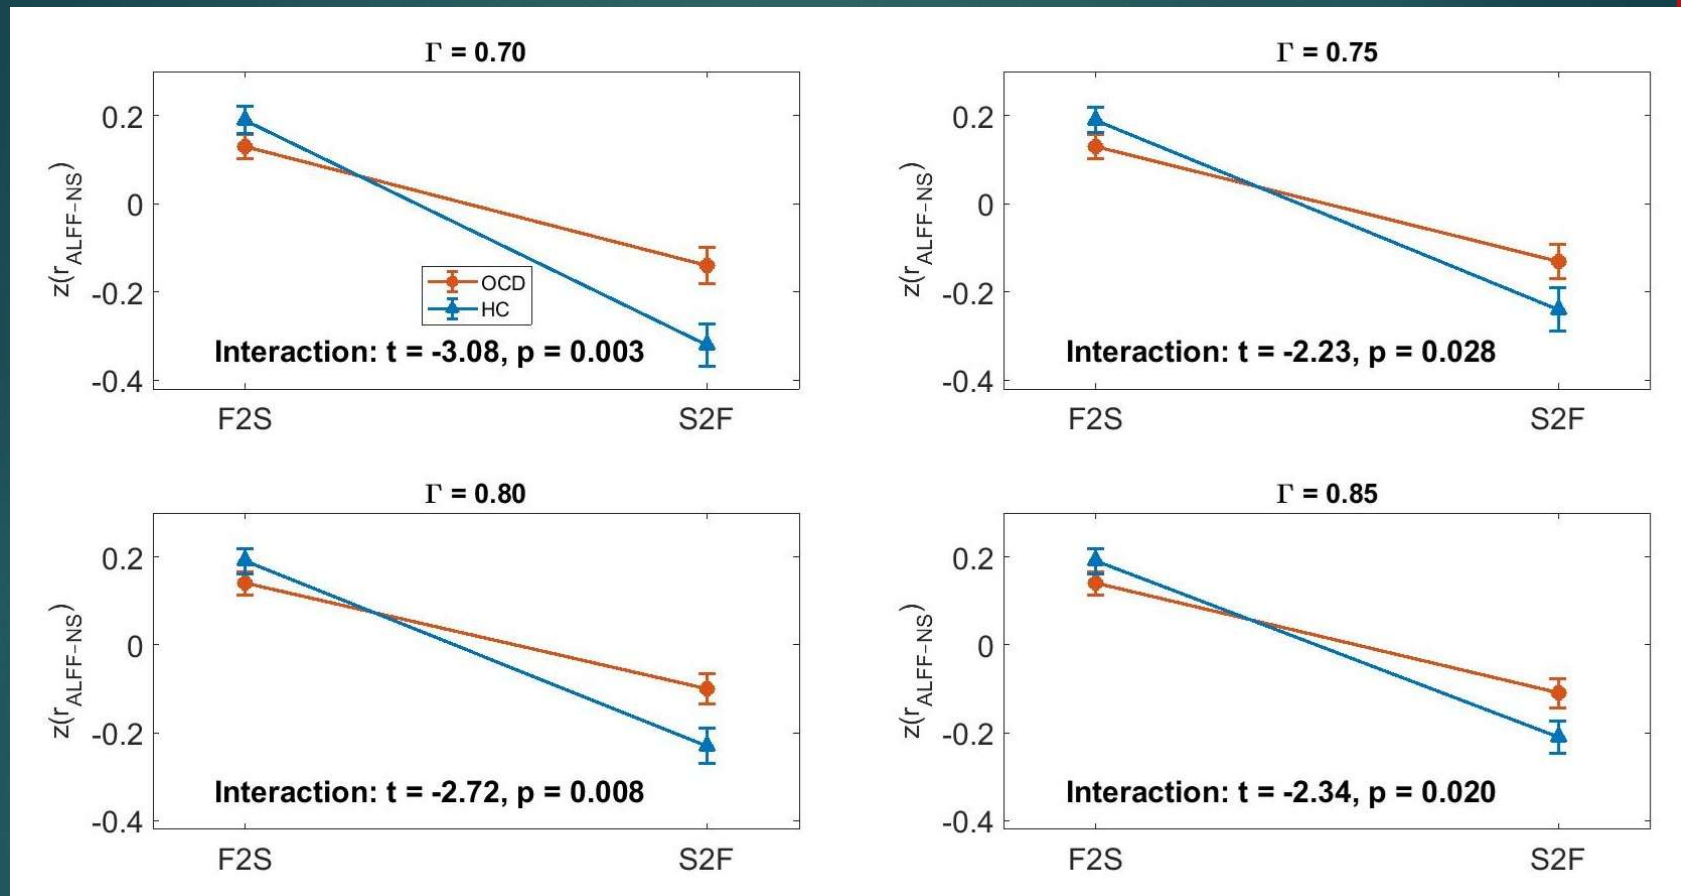 Γ = 0.70
0.2
0
-0.2
-0.4
z(rALFF-NS)
OCD
HC
Interaction: t = -3.08, p = 0.003
F2S S2F
Γ = 0.75
0.2
0
-0.2
-0.4
z(rALFF-NS)
Interaction: t = -2.23, p = 0.028
F2S S2F
Γ = 0.80
0.2
0
-0.2
-0.4
z(rALFF-NS)
Interaction: t = -2.72, p = 0.008
F2S S2F
Γ = 0.85
0.2
0
-0.2
-0.4
z(rALFF-NS)
Interaction: t = -2.34, p = 0.020
F2S S2F